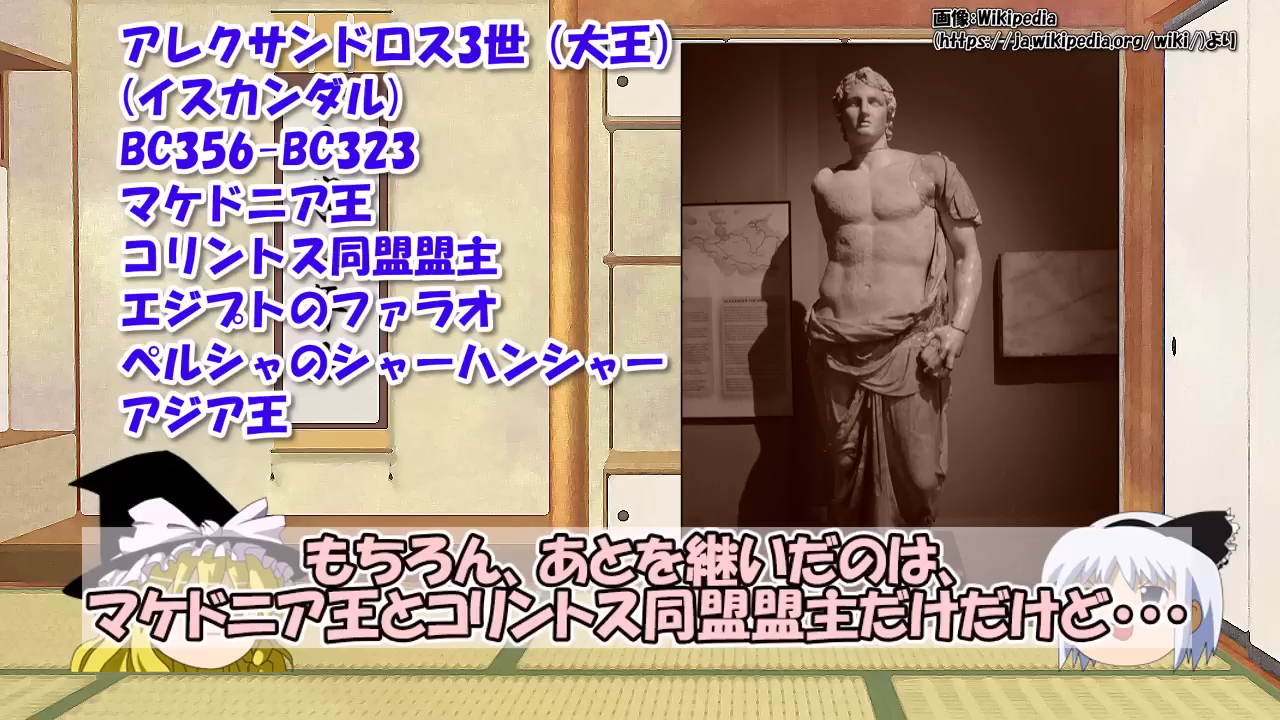 アレクサンドロス3世（大王）
(イスカンダル)
BC356-BC323
マケドニア王
コリントス同盟盟主
エジプトのファラオ
ペルシャのシャーハンシャー
アジア王
画像:Wikipedia
(https://ja.wikipedia.org/wiki/)より
もちろん、あとを継いだのは、
マケドニア王とコリントス同盟盟主だけだけど・・・